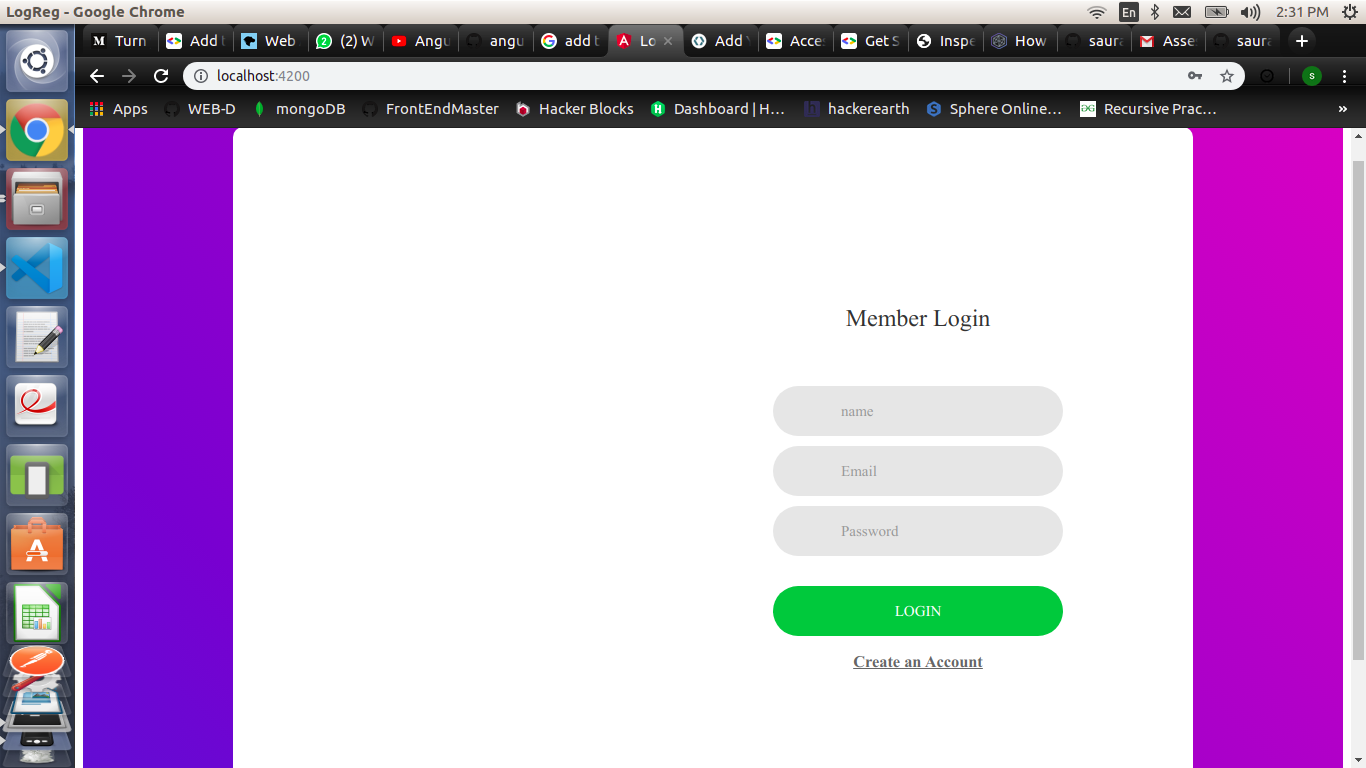 LogReg - Google Chrome
En
2:31 PM
Turn
Add t
Web
(2) W
Angu
angu
add t
Lo
Add Y
Acces
Get S
Inspe
How
saura
Asse
saura
localhost:4200
S
Apps
WEB-D
mongoDB
FrontEndMaster
Hacker Blocks
Dashboard | H...
hackerearth
Sphere Online...
Recursive Prac...
»
Member Login
name
Email
Password
LOGIN
Create an Account